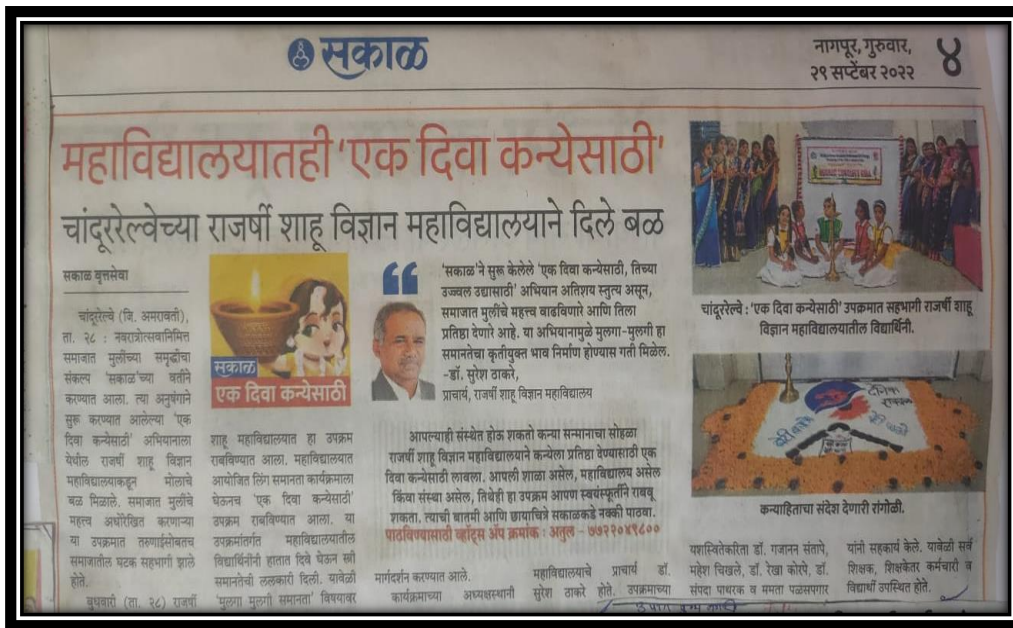 सकाळ
नागपूर, गुरुवार,
२९ सप्टेंबर २०२२
४
महाविद्यालयातही 'एक दिवा कन्येसाठी'
चांदूररेल्वेच्या राजर्षी शाहू विज्ञान महाविद्यालयाने दिले बळ
सकाळ वृत्तसेवा
चांदूररेल्वे (जि. अमरावती),
ता. २८ : नवरात्रोत्सवानिमित्त
समाजात मुलींच्या समृद्धीचा
संकल्प 'सकाळ'च्या वतीने
करण्यात आला. त्या अनुषंगाने
सुरू करण्यात आलेल्या 'एक
दिवा कन्येसाठी' अभियानाला
येथील राजर्षी शाहू विज्ञान
महाविद्यालयाकडून मोलाचे
बळ मिळाले. समाजात मुलींचे
महत्त्व अधोरेखित करणाऱ्या
या उपक्रमात तरुणाईसोबतच
समाजातील घटक सहभागी झाले
होते.
बुधवारी (ता. २८) राजर्षी
सकाळ
एक दिवा कन्येसाठी
शाहू महाविद्यालयात हा उपक्रम
राबविण्यात आला. महाविद्यालयात
आयोजित लिंग समानता कार्यक्रमाला
घेऊनच 'एक दिवा कन्येसाठी'
उपक्रम राबविण्यात आला. या
उपक्रमांतर्गत महाविद्यालयातील
विद्यार्थिनींनी हातात दिवे घेऊन स्त्री
समानतेची ललकारी दिली. यावेळी
'मुलगा मुलगी समानता' विषयावर
'सकाळ'ने सुरू केलेले 'एक दिवा कन्येसाठी, तिच्या
उज्ज्वल उद्यासाठी' अभियान अतिशय स्तुत्य असून,
समाजात मुलींचे महत्त्व वाढविणारे आणि तिला
प्रतिष्ठा देणारे आहे. या अभियानामुळे मुलगा-मुलगी हा
समानतेचा कृतीयुक्त भाव निर्माण होण्यास गती मिळेल.
-डॉ. सुरेश ठाकरे,
प्राचार्य, राजर्षी शाहू विज्ञान महाविद्यालय
आपल्याही संस्थेत होऊ शकतो कन्या सन्मानाचा सोहळा
राजर्षी शाहू विज्ञान महाविद्यालयाने कन्येला प्रतिष्ठा देण्यासाठी एक
दिवा कन्येसाठी लावला. आपली शाळा असेल, महाविद्यालय असेल
किंवा संस्था असेल, तिथेही हा उपक्रम आपण स्वयंस्फूर्तीने राबवू
शकता. त्याची बातमी आणि छायाचित्रे सकाळकडे नक्की पाठवा.
पाठविण्यासाठी व्हॉट्स ॲप क्रमांक : अतुल - ७७२२०४९८००
मार्गदर्शन करण्यात आले.
कार्यक्रमाच्या अध्यक्षस्थानी
महाविद्यालयाचे प्राचार्य डॉ.
सुरेश ठाकरे होते. उपक्रमाच्या
चांदूररेल्वे : 'एक दिवा कन्येसाठी' उपक्रमात सहभागी राजर्षी शाहू
विज्ञान महाविद्यालयातील विद्यार्थिनी.
कन्याहिताचा संदेश देणारी रांगोळी.
यशस्वितेकरिता डॉ. गजानन संतापे,
महेश चिखले, डॉ. रेखा कोरपे, डॉ.
संपदा पाथरक व ममता पळसपगार
यांनी सहकार्य केले. यावेळी सर्व
शिक्षक, शिक्षकेतर कर्मचारी व
विद्यार्थी उपस्थित होते.